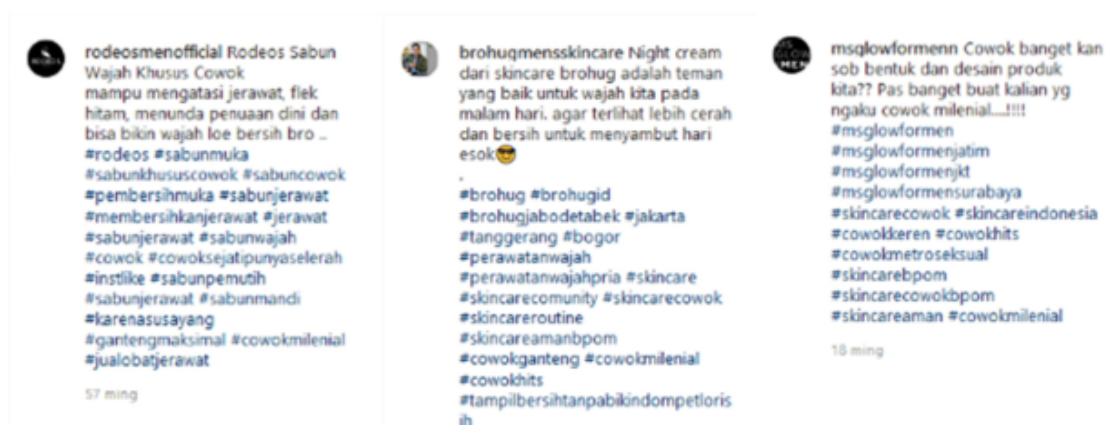 rodeosmenofficial Rodeos Sabun
Wajah Khusus Cowok
mampu mengatasi jerawat, flek
hitam, menunda penuaan dini dan
bisa bikin wajah loe bersih bro ..
#rodeos #sabunmuka
#sabunkhususcowok #sabuncowok
#pembersihmuka #sabunjerawat
#membersihkanjerawat #jerawat
#sabunjerawat #sabunwajah
#cowok #cowoksejatipunyaselerah
#instlike #sabunpemutih
#sabunjerawat #sabunmandi
#karenasusayang
#gantengmaksimal #cowokmilenial
#jualobatjerawat
57 ming
brohugmensskincare Night cream
dari skincare brohug adalah teman
yang baik untuk wajah kita pada
malam hari. agar terlihat lebih cerah
dan bersih untuk menyambut hari
esok😎
.
#brohug #brohugid
#brohugjabodetabek #jakarta
#tanggerang #bogor
#perawatanwajah
#perawatanwajahpria #skincare
#skincarecomunity #skincarecowok
#skincareroutine
#skincareamanbpom
#cowokganteng #cowokmilenial
#cowokhits
#tampilbersihtanpabikindompetloris
ih
MEN
msglowformenn Cowok banget kan
sob bentuk dan desain produk
kita?? Pas banget buat kalian yg
ngaku cowok milenial....!!!!
#msglowformen
#msglowformenjatim
#msglowformenjkt
#msglowformensurabaya
#skincarecowok #skincareindonesia
#cowokkeren #cowokhits
#cowokmetroseksual
#skincarebpom
#skincarecowokbpom
#skincareaman #cowokmilenial
18 ming